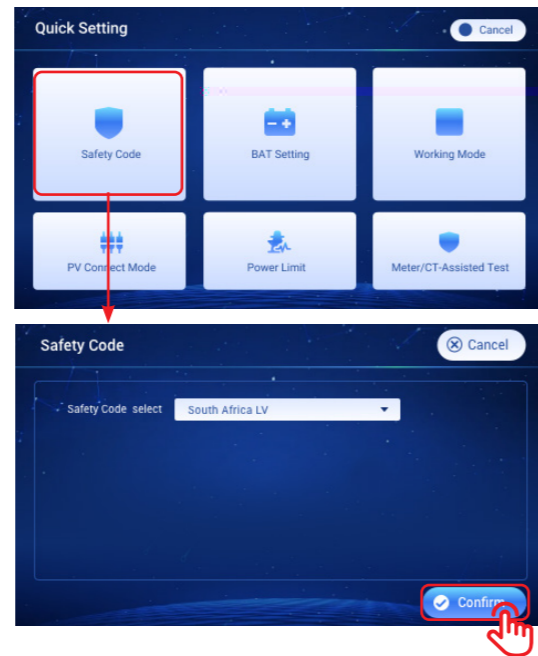 Quick Setting
Cancel
Safety Code
BAT Setting
Working Mode
PV Connect Mode
Power Limit
Meter/CT-Assisted Test
Safety Code
Cancel
Safety Code select
South Africa LV
Confirm